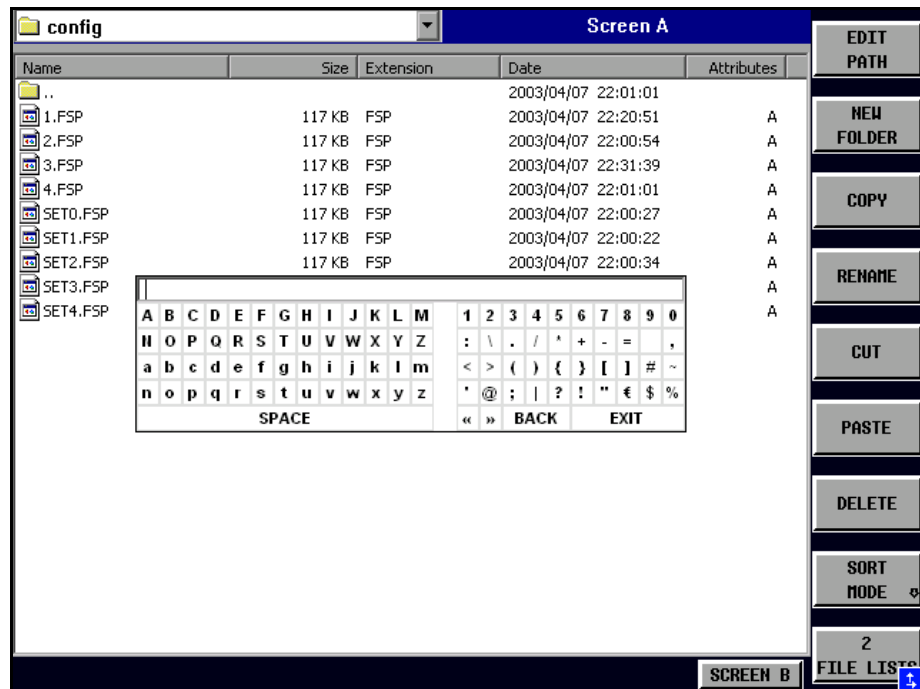 config
Screen A
Name Size Extension Date Attributes
.. 2003/04/07 22:01:01
1.FSP 117 KB FSP 2003/04/07 22:20:51 A
2.FSP 117 KB FSP 2003/04/07 22:00:54 A
3.FSP 117 KB FSP 2003/04/07 22:31:39 A
4.FSP 117 KB FSP 2003/04/07 22:01:01 A
SET0.FSP 117 KB FSP 2003/04/07 22:00:27 A
SET1.FSP 117 KB FSP 2003/04/07 22:00:22 A
SET2.FSP 117 KB FSP 2003/04/07 22:00:34 A
SET3.FSP A
SET4.FSP A
A B C D E F G H I J K L M 1 2 3 4 5 6 7 8 9 0
N O P Q R S T U V W X Y Z : \ . / * + - = ,
a b c d e f g h i j k l m < > ( ) { } [ ] # ~
n o p q r s t u v w x y z ' @ ; | ? ! " € $ %
SPACE « » BACK EXIT
SCREEN B
EDIT
PATH
NEW
FOLDER
COPY
RENAME
CUT
PASTE
DELETE
SORT
MODE
2
FILE LISTS